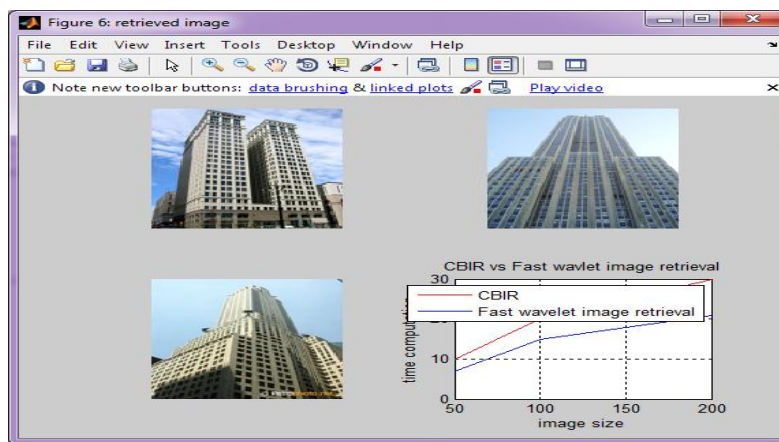 Figure 6: retrieved image
File Edit View Insert Tools Desktop Window Help
Note new toolbar buttons: data brushing & linked plots Play video
CBIR vs Fast wavlet image retrieval
30
CBIR
Fast wavelet image retrieval
10
0
50 100 150 200
time
image size